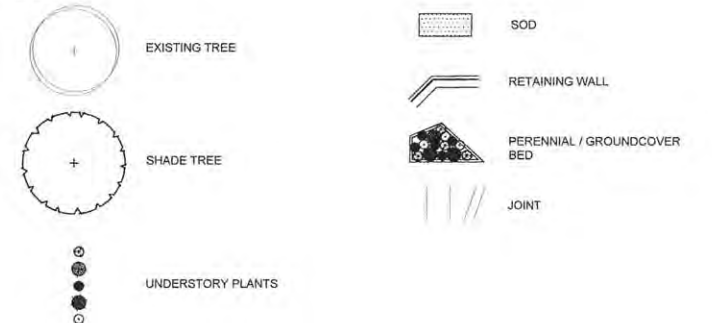 EXISTING TREE
SHADE TREE
UNDERSTORY PLANTS
SOD
RETAINING WALL
PERENNIAL / GROUNDCOVER
BED
JOINT